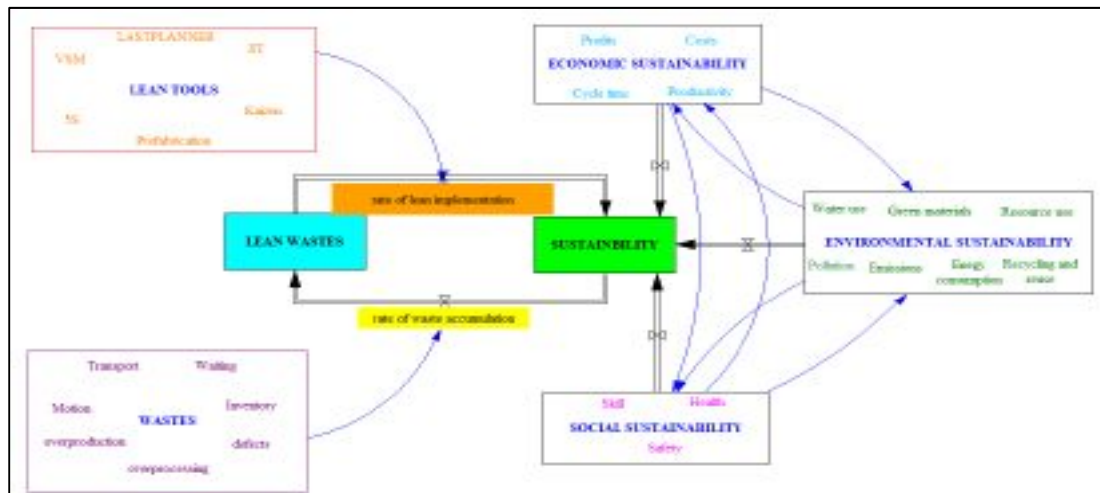 LASTPLANNER
VSM
LEAN TOOLS
5S
Kaizen
Prefabrication
Profits Costs
ECONOMIC SUSTAINABILITY
Cycle time Productivity
rate of lean implementation
LEAN WASTES
SUSTAINBILITY
rate of waste accumulation
Water use Green materials Resource use
ENVIRONMENTAL SUSTAINABILITY
Pollution Emissions Energy consumption Recycling and reuse
Transport Waiting
Motion Inventory
WASTES
overproduction defects
overprocessing
Skill Health
SOCIAL SUSTAINABILITY
Safety